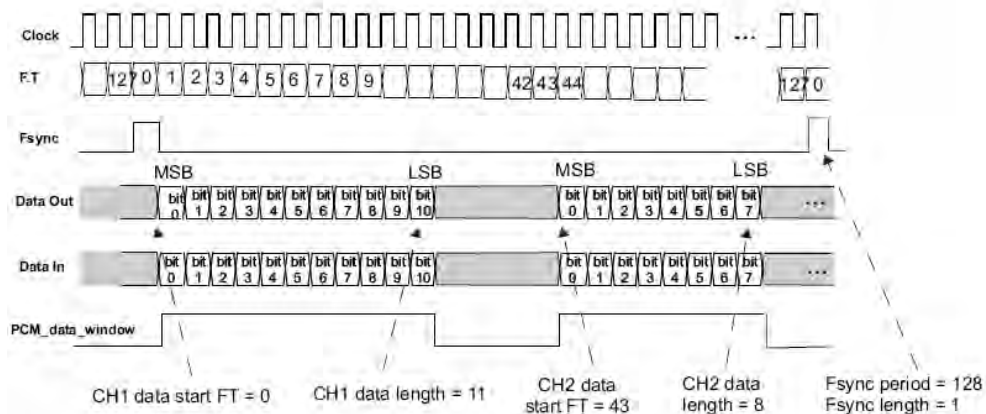 Clock
...
F.T
127 0 1 2 3 4 5 6 7 8 9 42 43 44 127 0
Fsync
MSB LSB MSB LSB
Data Out
bit 0 bit 1 bit 2 bit 3 bit 4 bit 5 bit 6 bit 7 bit 8 bit 9 bit 10 bit 0 bit 1 bit 2 bit 3 bit 4 bit 5 bit 6 bit 7 ...
Data In
bit 0 bit 1 bit 2 bit 3 bit 4 bit 5 bit 6 bit 7 bit 8 bit 9 bit 10 bit 0 bit 1 bit 2 bit 3 bit 4 bit 5 bit 6 bit 7 ...
PCM_data_window
CH1 data start FT = 0
CH1 data length = 11
CH2 data
start FT = 43
CH2 data
length = 8
Fsync period = 128
Fsync length = 1